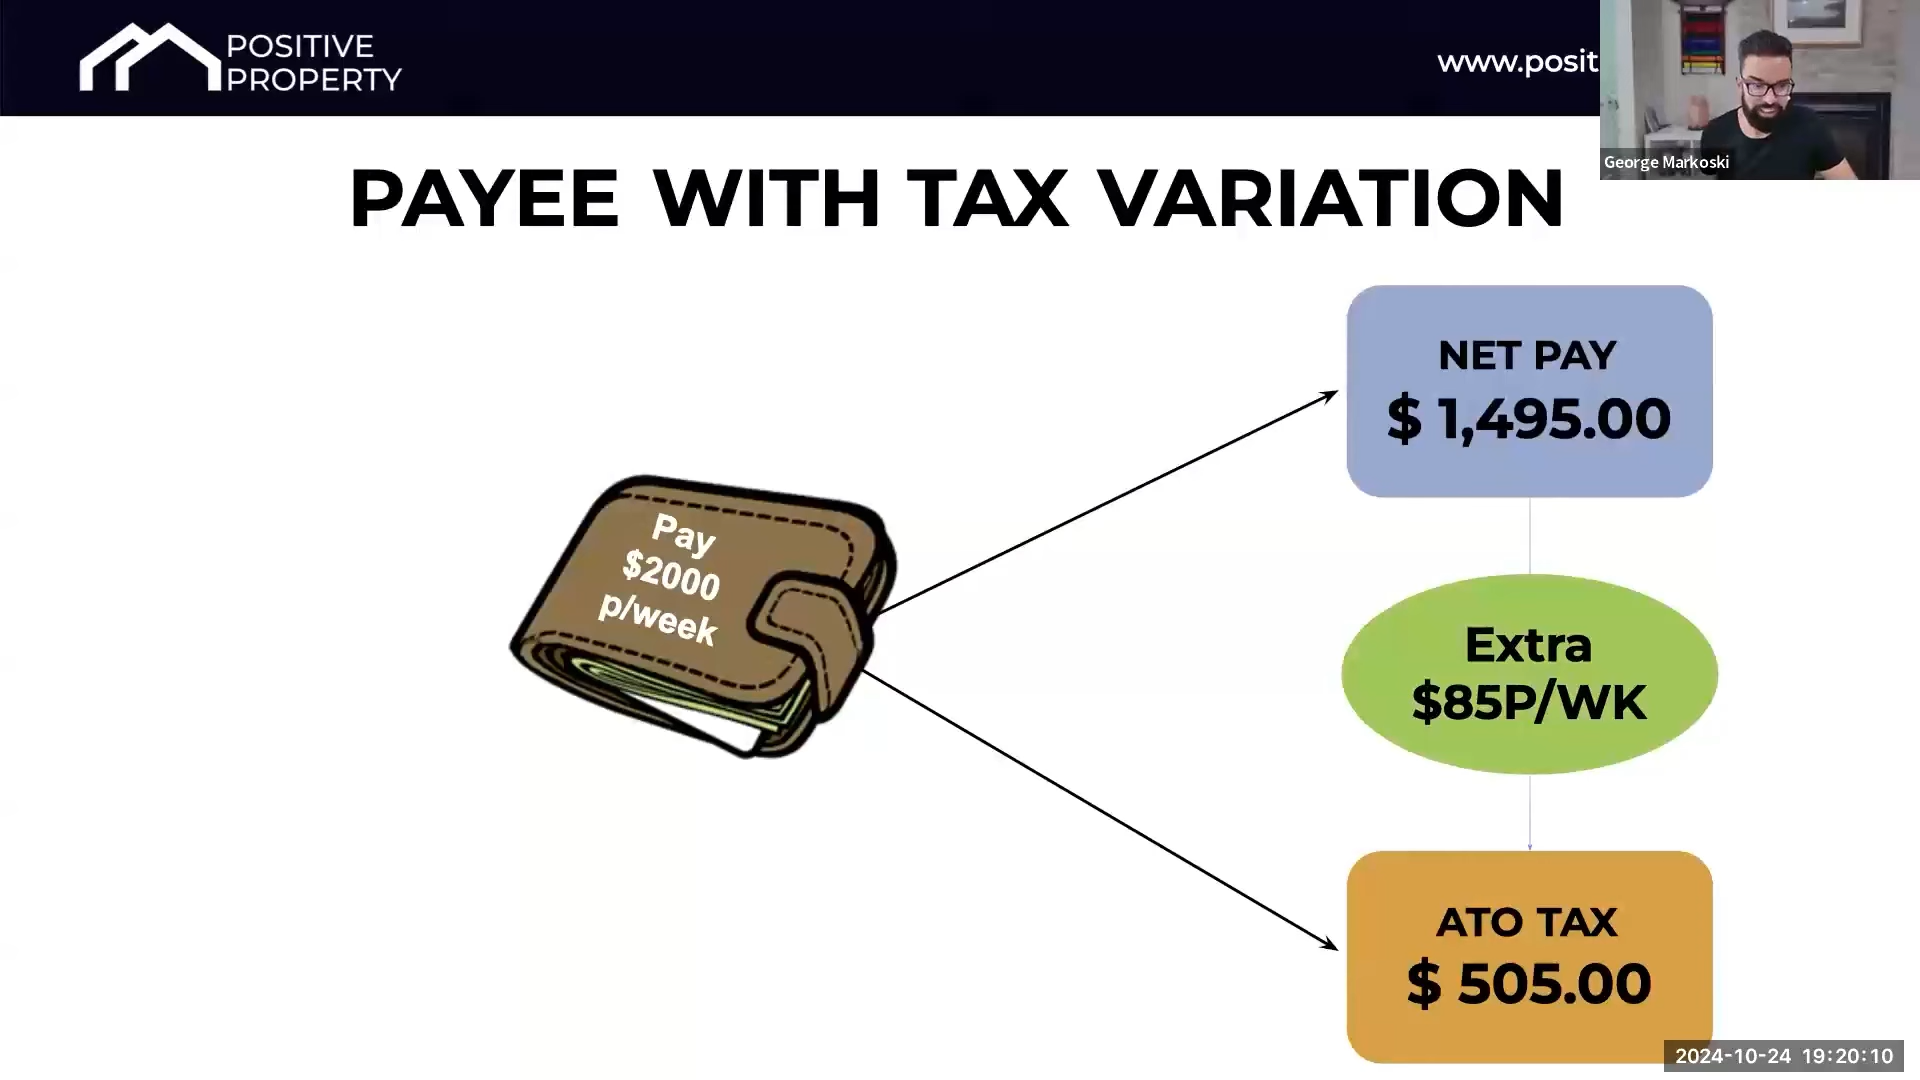 POSITIVE
PROPERTY
www.posit
George Markoski
PAYEE WITH TAX VARIATION
NET PAY
$ 1,495.00
Pay
$2000
p/week
Extra
$85P/WK
ATO TAX
$ 505.00
2024-10-24 19:20:10